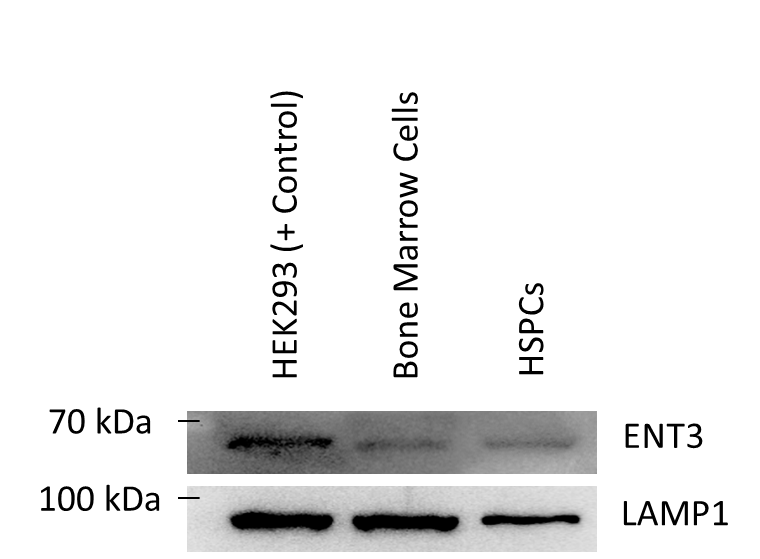 HEK293 (+ Control)
Bone Marrow Cells
HSPCs
70 kDa
ENT3
100 kDa
LAMP1